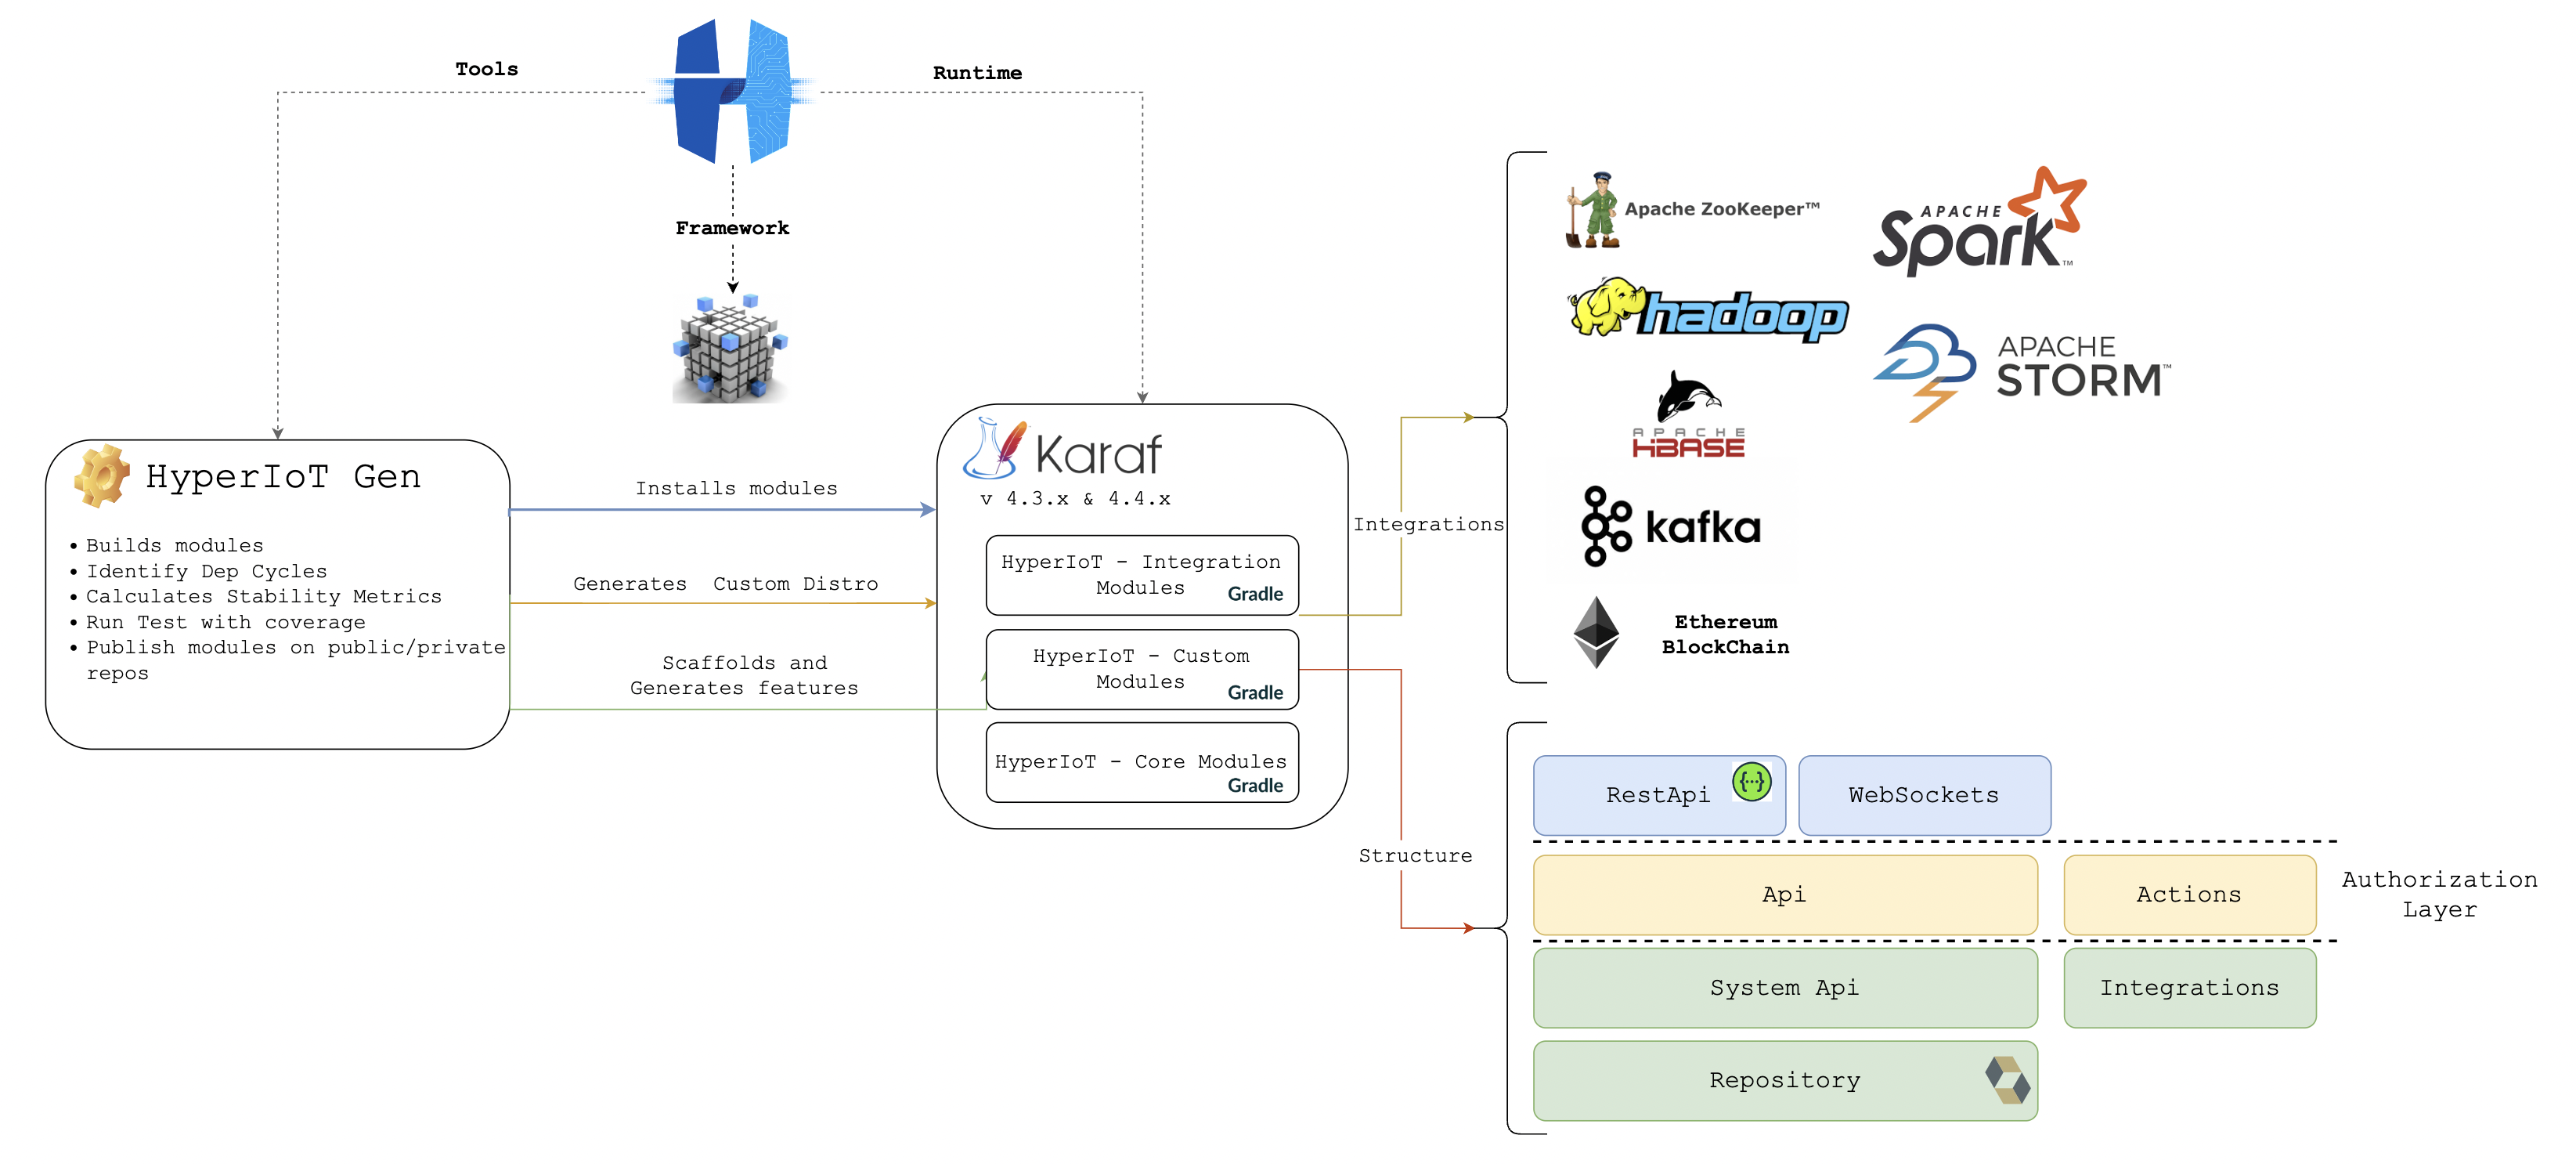 Tools
Runtime
Framework
HyperIoT Gen
Builds modules
Identify Dep Cycles
Calculates Stability Metrics
Run Test with coverage
Publish modules on public/private
repos
Installs modules
Generates Custom Distro
Scaffolds and
Generates features
Karaf
v 4.3.x & 4.4.x
HyperIoT - Integration
Modules
Gradle
HyperIoT - Custom
Modules
Gradle
HyperIoT - Core Modules
Gradle
Integrations
Structure
Apache ZooKeeper™
APACHE
Spark™
hadoop
APACHE
STORM™
APACHE
HBASE
kafka
Ethereum
BlockChain
RestApi
{···}
WebSockets
Api
Actions
Authorization
Layer
System Api
Integrations
Repository